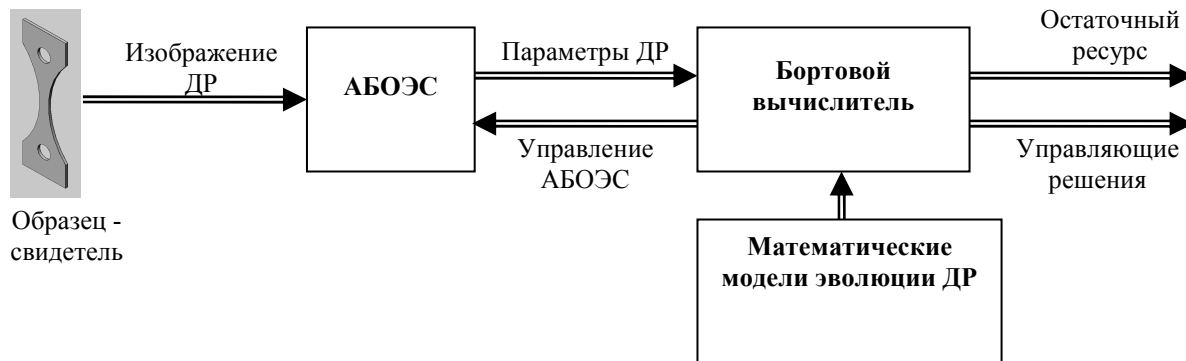 Изображение
ДР
АБОЭС
Параметры ДР
Управление
АБОЭС
Бортовой
вычислитель
Остаточный
ресурс
Управляющие
решения
Образец -
свидетель
Математические
модели эволюции ДР